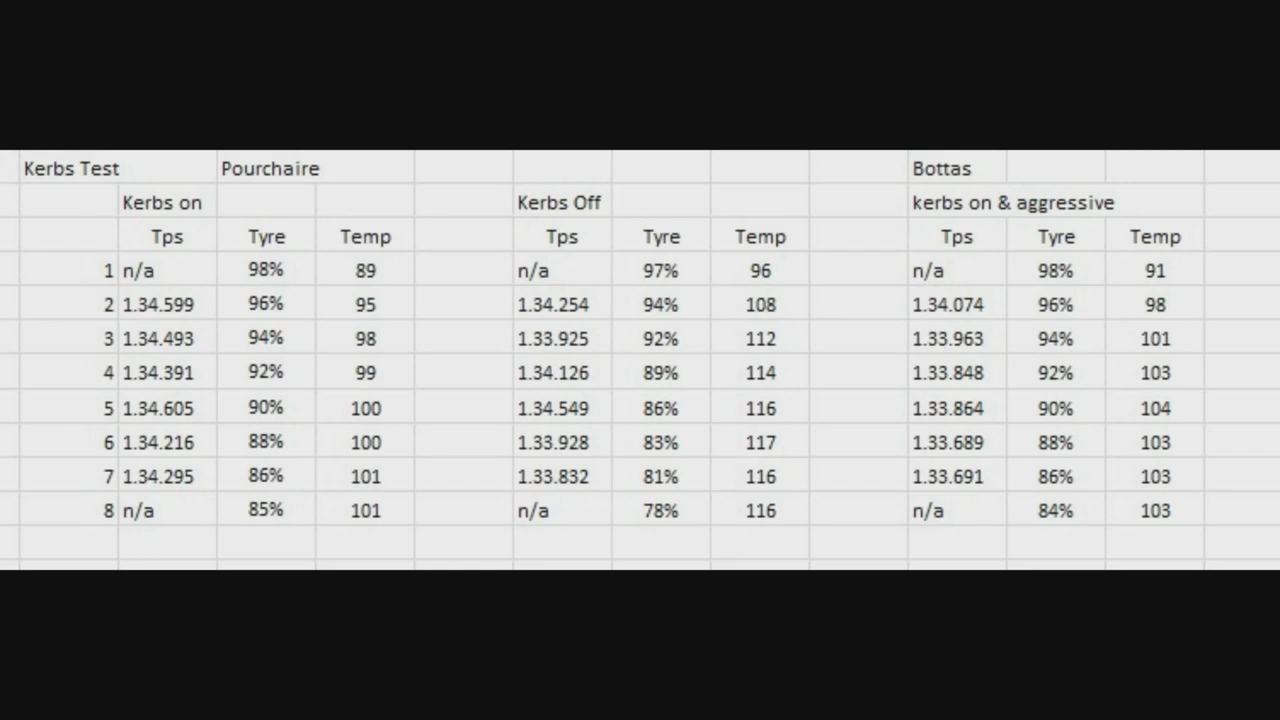 Kerbs Test Pourchaire Bottas
Kerbs on Kerbs Off kerbs on & aggressive
Tps Tyre Temp Tps Tyre Temp Tps Tyre Temp
1 n/a 98% 89 n/a 97% 96 n/a 98% 91
2 1.34.599 96% 95 1.34.254 94% 108 1.34.074 96% 98
3 1.34.493 94% 98 1.33.925 92% 112 1.33.963 94% 101
4 1.34.391 92% 99 1.34.126 89% 114 1.33.848 92% 103
5 1.34.605 90% 100 1.34.549 86% 116 1.33.864 90% 104
6 1.34.216 88% 100 1.33.928 83% 117 1.33.689 88% 103
7 1.34.295 86% 101 1.33.832 81% 116 1.33.691 86% 103
8 n/a 85% 101 n/a 78% 116 n/a 84% 103